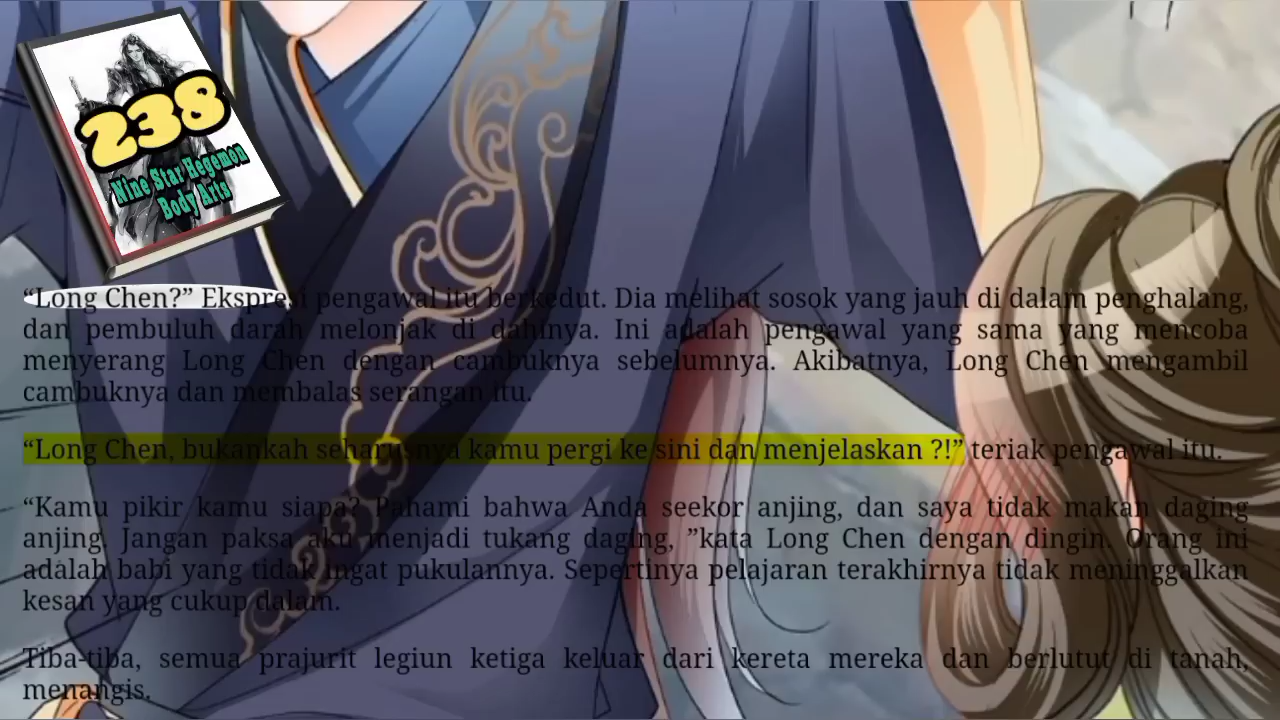 238
Nine Star Hegemon
Body Arts
“Long Chen?” Ekspresi pengawal itu berkedut. Dia melihat sosok yang jauh di dalam penghalang,
dan pembuluh darah melonjak di dahinya. Ini adalah pengawal yang sama yang mencoba
menyerang Long Chen dengan cambuknya sebelumnya. Akibatnya, Long Chen mengambil
cambuknya dan membalas serangan itu.
“Long Chen, bukankah seharusnya kamu pergi ke sini dan menjelaskan ?!” teriak pengawal itu.
“Kamu pikir kamu siapa? Pahami bahwa Anda seekor anjing, dan saya tidak makan daging
anjing. Jangan paksa aku menjadi tukang daging, ”kata Long Chen dengan dingin. Orang ini
adalah babi yang tidak ingat pukulannya. Sepertinya pelajaran terakhirnya tidak meninggalkan
kesan yang cukup dalam.
Tiba-tiba, semua prajurit legiun ketiga keluar dari kereta mereka dan berlutut di tanah,
menangis.